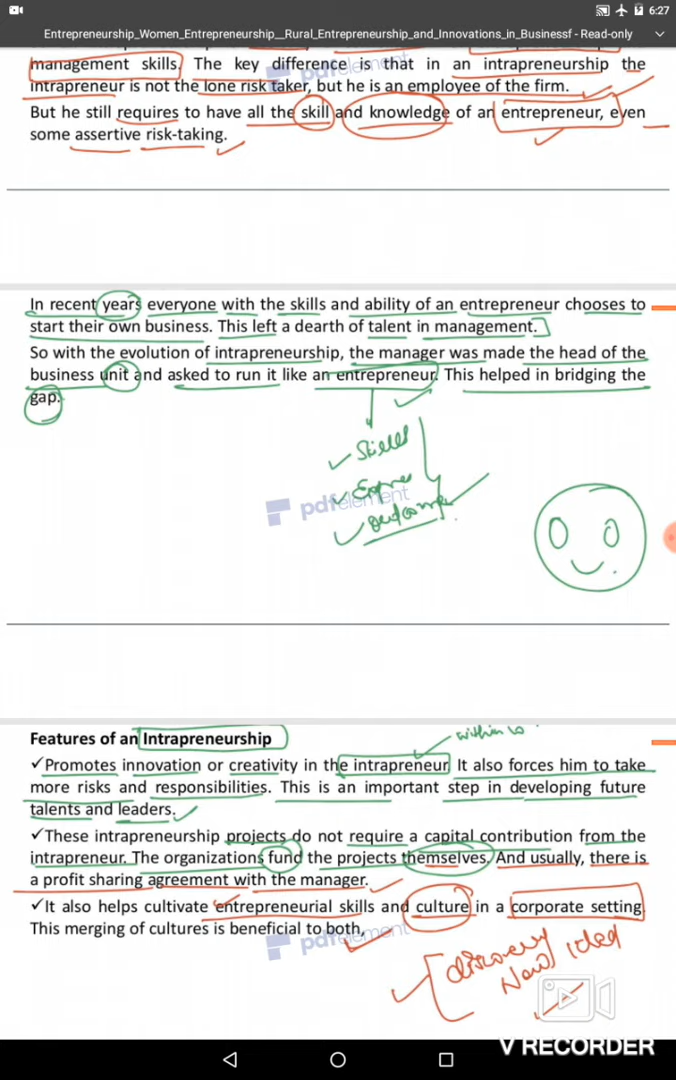 6:27
Entrepreneurship_Women_Entrepreneurship__Rural_Entrepreneurship_and_Innovations_in_Businessf - Read-only
management skills. The key difference is that in an intrapreneurship the
intrapreneur is not the lone risk taker, but he is an employee of the firm.
But he still requires to have all the skill and knowledge of an entrepreneur, even
some assertive risk-taking.
In recent years everyone with the skills and ability of an entrepreneur chooses to
start their own business. This left a dearth of talent in management.
So with the evolution of intrapreneurship, the manager was made the head of the
business unit and asked to run it like an entrepreneur. This helped in bridging the
gap.
pdfelement
outcome
Features of an Intrapreneurship
within
✓Promotes innovation or creativity in the intrapreneur. It also forces him to take
more risks and responsibilities. This is an important step in developing future
talents and leaders.
✓These intrapreneurship projects do not require a capital contribution from the
intrapreneur. The organizations fund the projects themselves. And usually, there is
a profit sharing agreement with the manager.
✓It also helps cultivate entrepreneurial skills and culture in a corporate setting.
This merging of cultures is beneficial to both,
pdfelement
discovery
New idea
V RECORDER